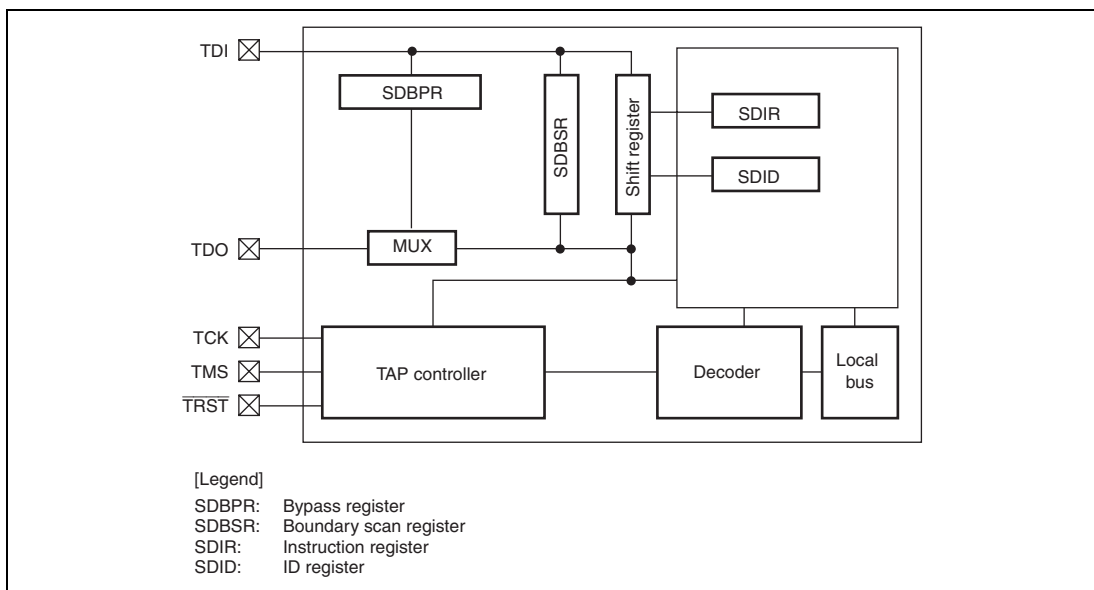 TDI
SDBPR
SDBSR
Shift register
SDIR
SDID
TDO
MUX
TCK
TMS
TRST
TAP controller
Decoder
Local
bus
[Legend]
SDBPR: Bypass register
SDBSR: Boundary scan register
SDIR: Instruction register
SDID: ID register